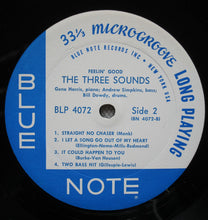 33⅓ MICROGROOVE LONG PLAYING
BLUE NOTE RECORDS INC • NEW YORK USA
FEELIN' GOOD
THE THREE SOUNDS
Gene Harris, piano; Andrew Simpkins, bass;
Bill Dowdy, drums.
BLP 4072
Side 2
(BN 4072-B)
BLUE
1. STRAIGHT NO CHALER (Monk)
2. I LET A SONG GO OUT OF MY HEART
(Ellington-Nemo-Mills-Redmond)
3. IT COULD HAPPEN TO YOU
(Burke-Van Heusen)
4. TWO BASS HIT (Gillespie-Lewis)
NOTE